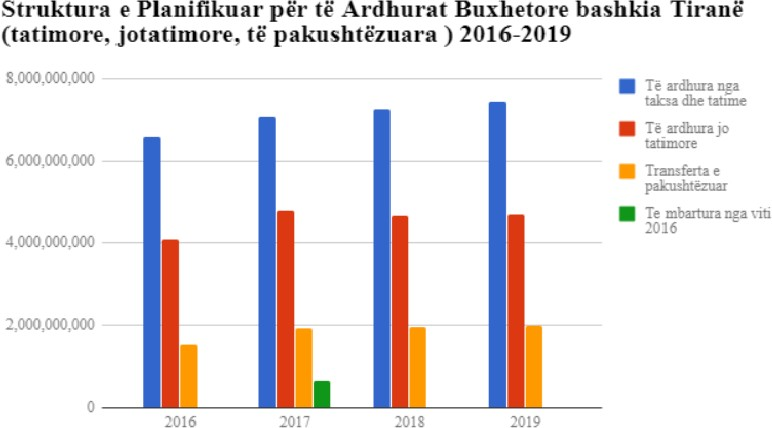 Struktura e Planifikuar për të Ardhurat Buxhetore bashkia Tiranë
(tatimore, jotatimore, të pakushtëzuara ) 2016-2019
8,000,000,000
6,000,000,000
4,000,000,000
2,000,000,000
0
2016
2017
2018
2019
Të ardhura nga
taksa dhe tatime
Të ardhura jo
tatimore
Transferta e
pakushtëzuar
Te mbartura nga viti
2016